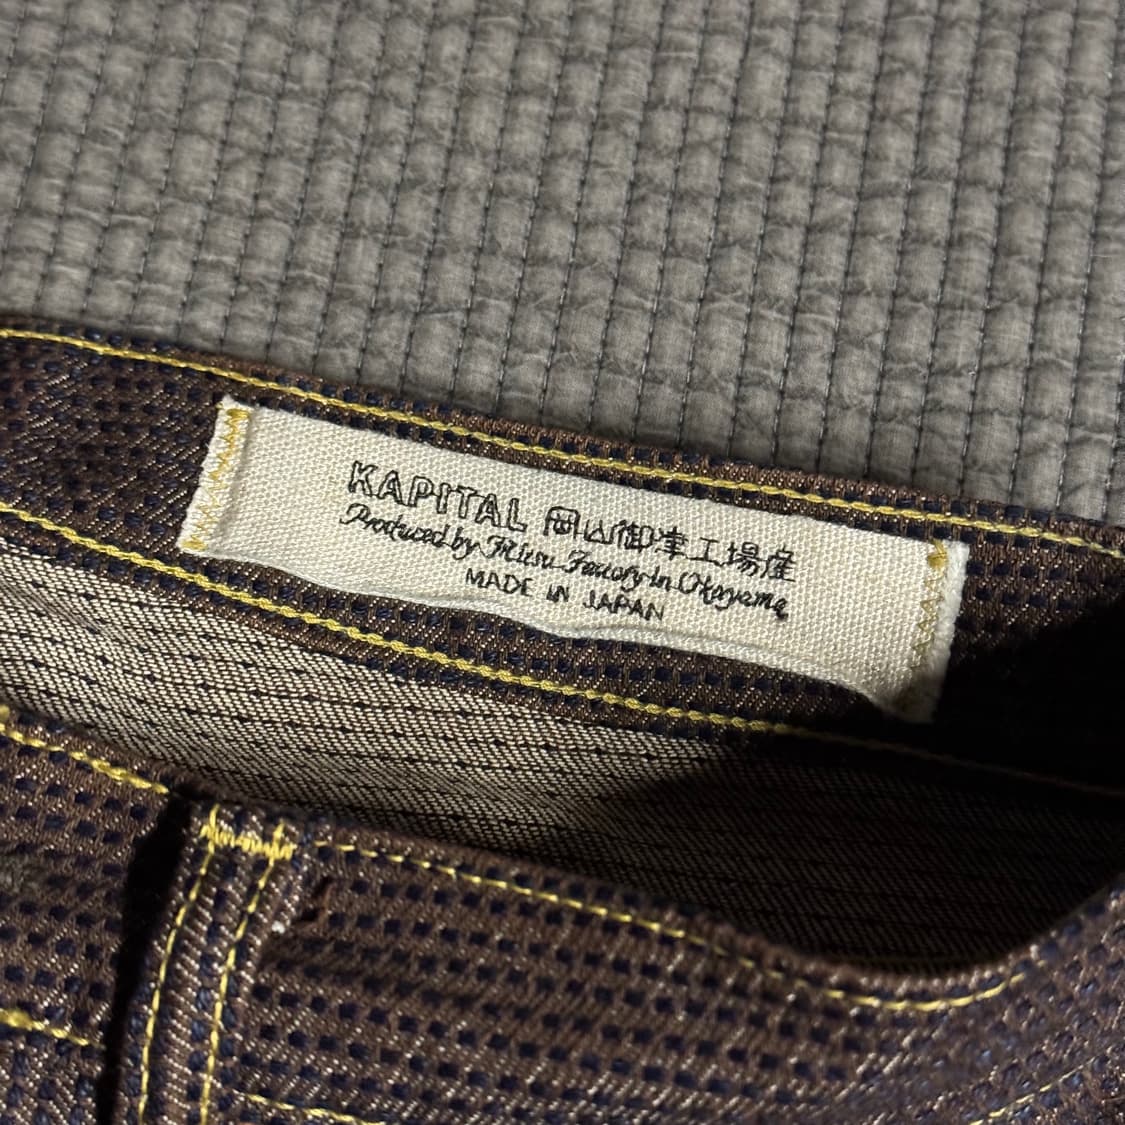 KAPITAL 岡山御津工場産
Produced by Mitsu Factory in Okayama
MADE IN JAPAN